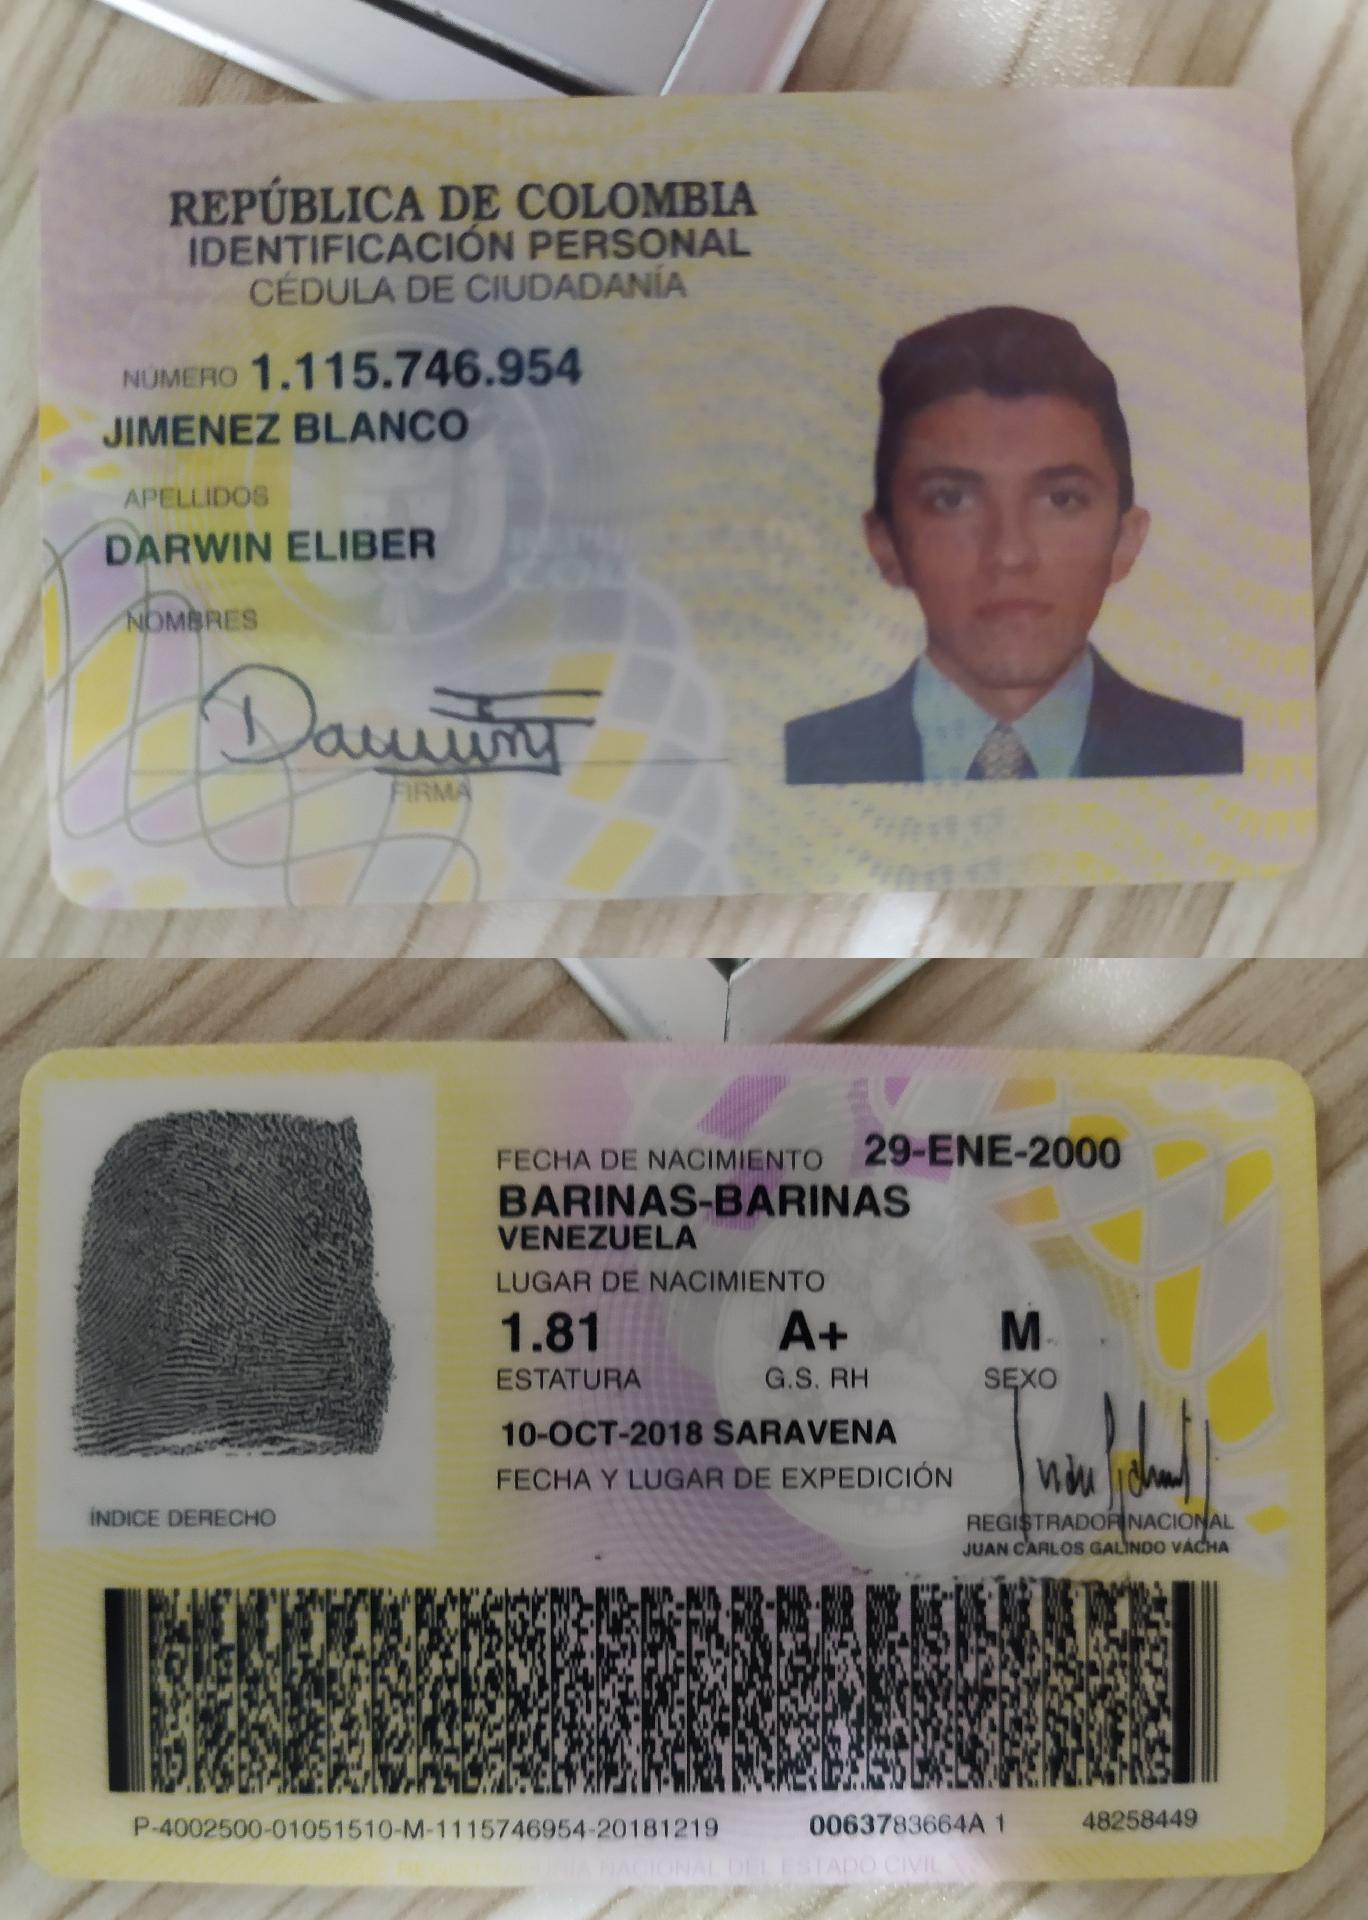 REPÚBLICA DE COLOMBIA
IDENTIFICACIÓN PERSONAL
CÉDULA DE CIUDADANÍA
NÚMERO 1.115.746.954
JIMENEZ BLANCO
APELLIDOS
DARWIN ELIBER
NOMBRES
FIRMA
FECHA DE NACIMIENTO 29-ENE-2000
BARINAS-BARINAS
VENEZUELA
LUGAR DE NACIMIENTO
1.81 A+ M
ESTATURA G.S. RH SEXO
10-OCT-2018 SARAVENA
FECHA Y LUGAR DE EXPEDICIÓN
ÍNDICE DERECHO
REGISTRADOR NACIONAL
JUAN CARLOS GALINDO VÁCHA
P-4002500-01051510-M-1115746954-20181219 0063783664A 1 48258449
REGISTRADURÍA NACIONAL DEL ESTADO CIVIL